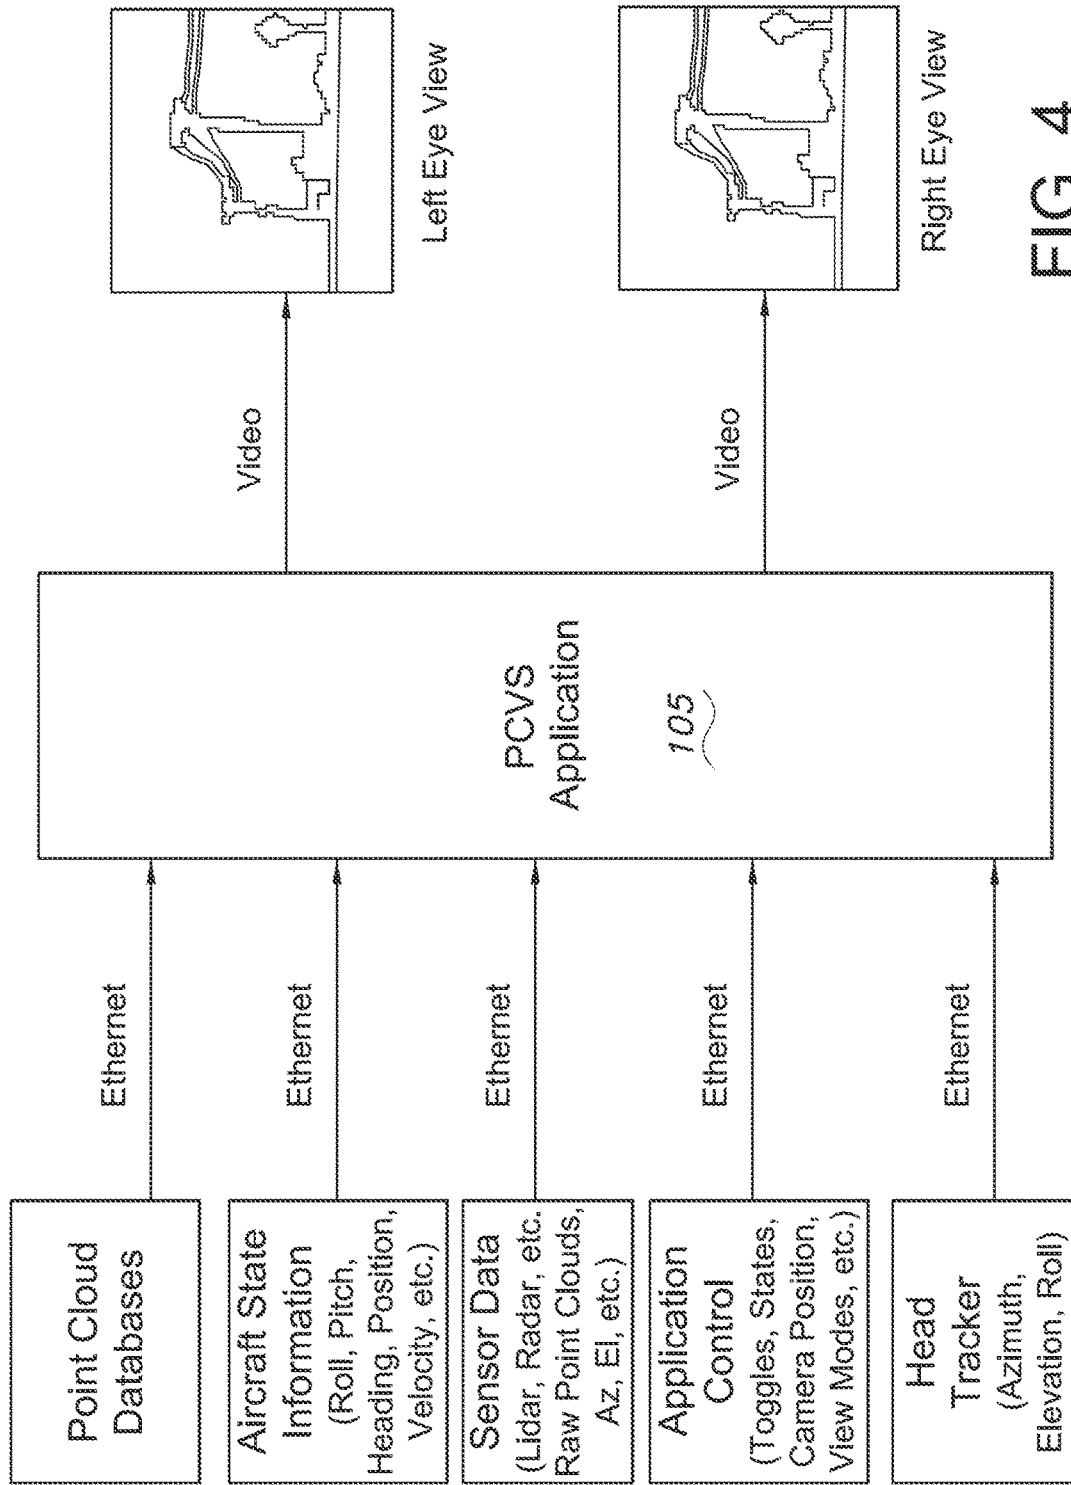 Point Cloud
Databases
Aircraft State
Information
(Roll, Pitch,
Heading, Position,
Velocity, etc.)
Sensor Data
(Lidar, Radar, etc.
Raw Point Clouds,
Az, El, etc.)
Application
Control
(Toggles, States,
Camera Position,
View Modes, etc.)
Head
Tracker
(Azimuth,
Elevation, Roll)
Ethernet
Ethernet
Ethernet
Ethernet
Ethernet
PCVS
Application
105
Video
Video
Left Eye View
Right Eye View
FIG 4